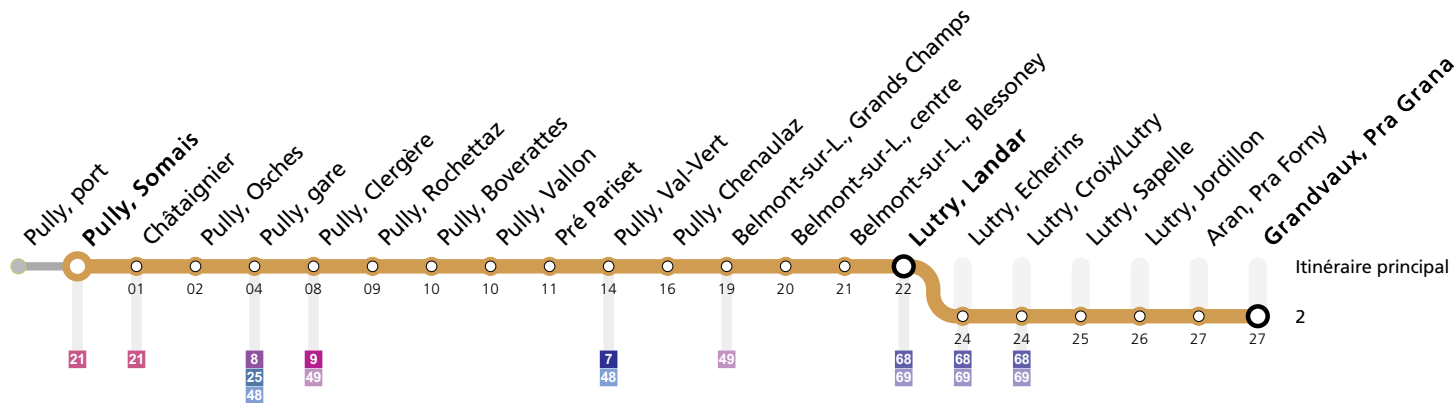 Pully, port
Pully, Somais
Châtaignier
Pully, Osches
Pully, gare
Pully, Clergère
Pully, Rochettaz
Pully, Boverattes
Pully, Vallon
Pré Pariset
Pully, Val-Vert
Pully, Chenaulaz
Belmont-sur-L., Grands Champs
Belmont-sur-L., centre
Belmont-sur-L., Blessoney
Lutry, Landar
Lutry, Echerins
Lutry, Croix/Lutry
Lutry, Sapelle
Lutry, Jordillon
Aran, Pra Forny
Grandvaux, Pra Grana
Itinéraire principal
01 02 04 08 09 10 10 11 14 16 19 20 21 22
2
24 24 25 26 27 27
21 21 8 9 7 49 68 68 68
25 49 48 69 69 69
48